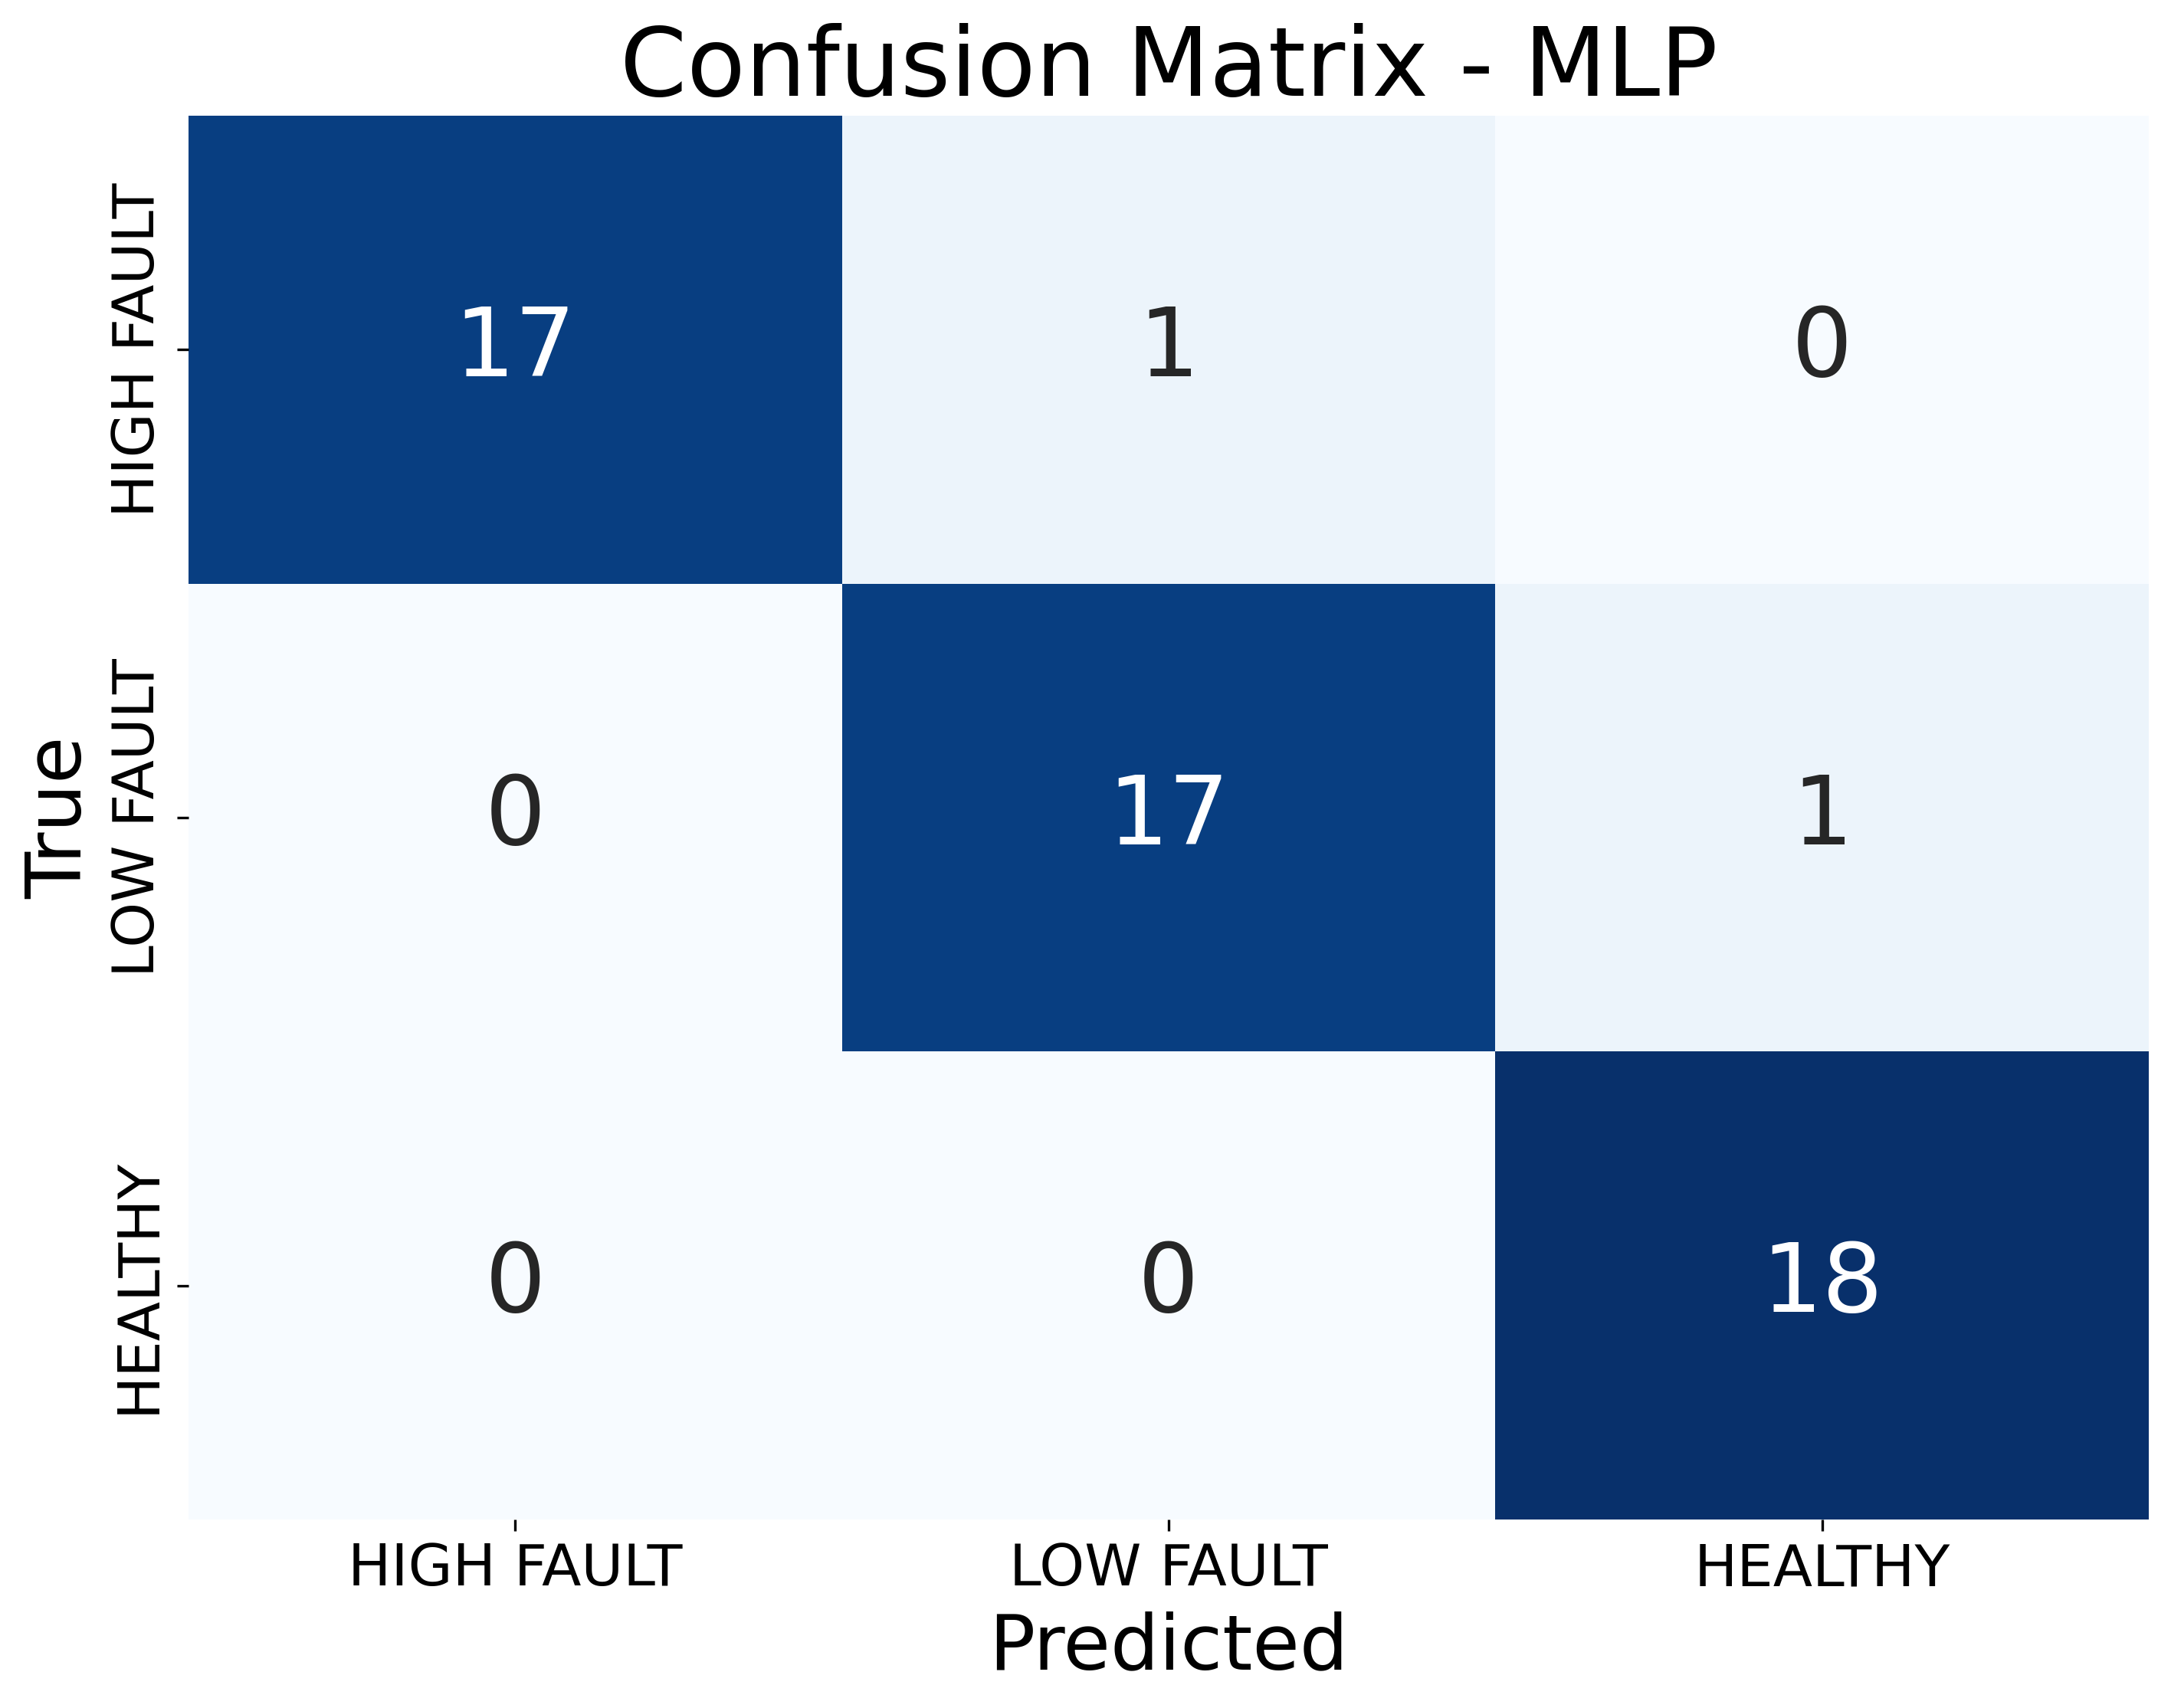 Confusion Matrix - MLP
True
HIGH FAULT
17 1 0
LOW FAULT
0 17 1
HEALTHY
0 0 18
HIGH FAULT LOW FAULT HEALTHY
Predicted